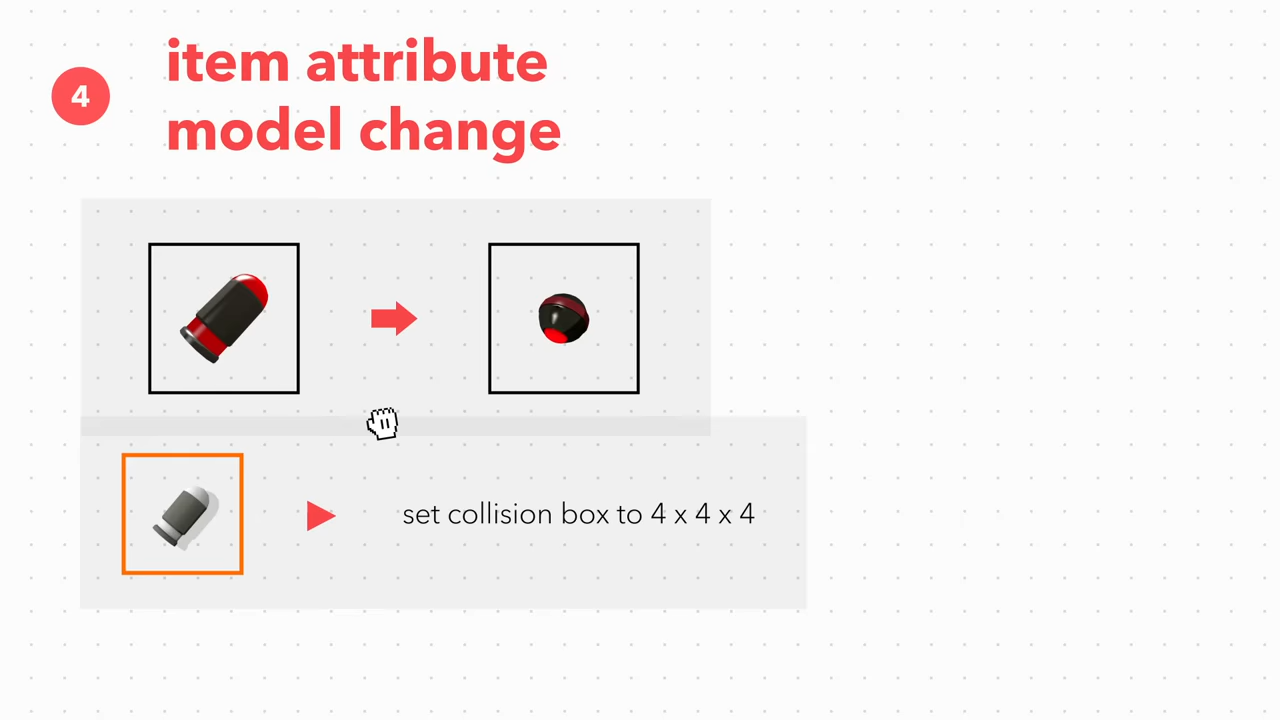 4
item attribute
model change
set collision box to 4 x 4 x 4